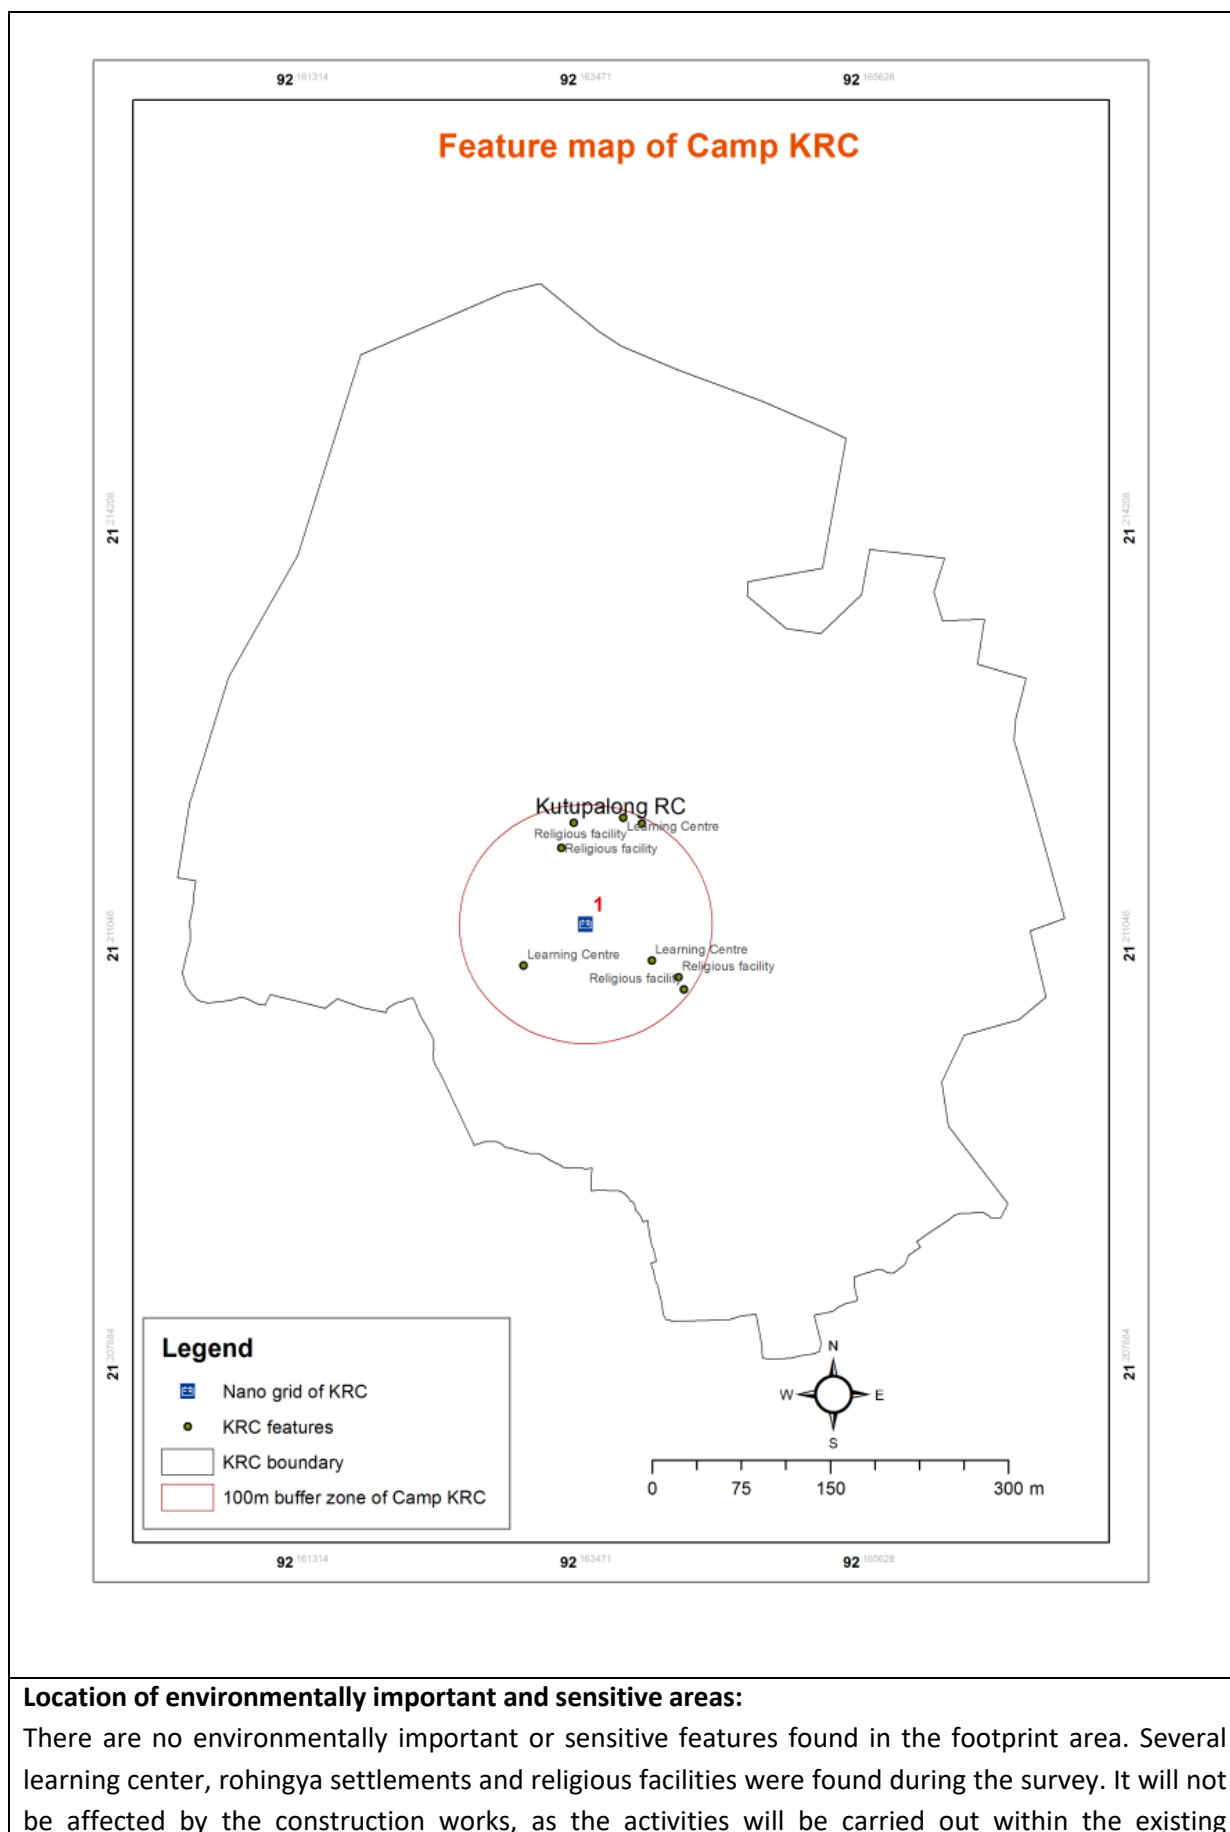 92.161314 92.163471 92.165628
Feature map of Camp KRC
21.214208 21.214208
Kutupalong RC
Learning Centre
Religious facility
Religious facility
1
21.211046 21.211046
Learning Centre
Learning Centre
Religious facility
Religious facility
21.207884 21.207884
Legend
Nano grid of KRC
KRC features
KRC boundary
100m buffer zone of Camp KRC
N
W E
S
0 75 150 300 m
92.161314 92.163471 92.165628
Location of environmentally important and sensitive areas:
There are no environmentally important or sensitive features found in the footprint area. Several
learning center, rohingya settlements and religious facilities were found during the survey. It will not
be affected by the construction works, as the activities will be carried out within the existing